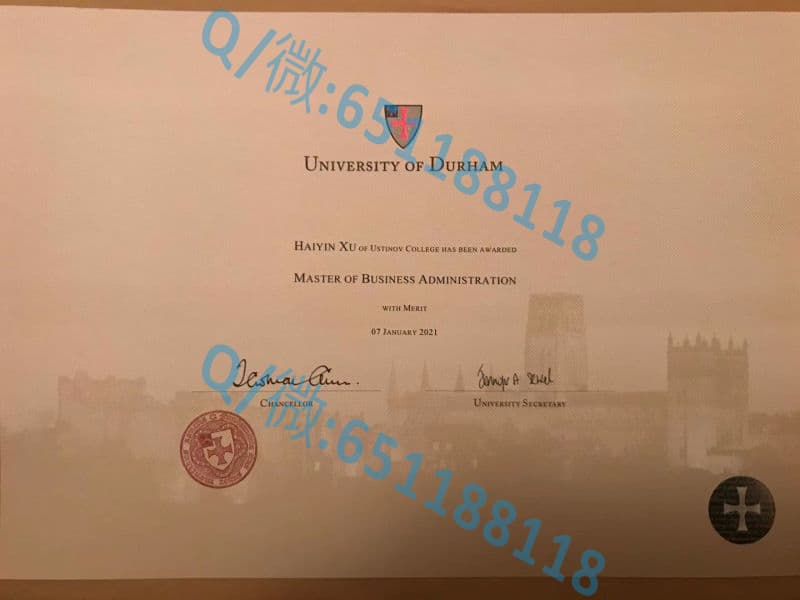 Q/微:651188118
UNIVERSITY OF DURHAM
HAIYIN XU OF USTINOV COLLEGE HAS BEEN AWARDED
MASTER OF BUSINESS ADMINISTRATION
WITH MERIT
07 JANUARY 2021
CHANCELLOR
UNIVERSITY SECRETARY
Q/微:651188118